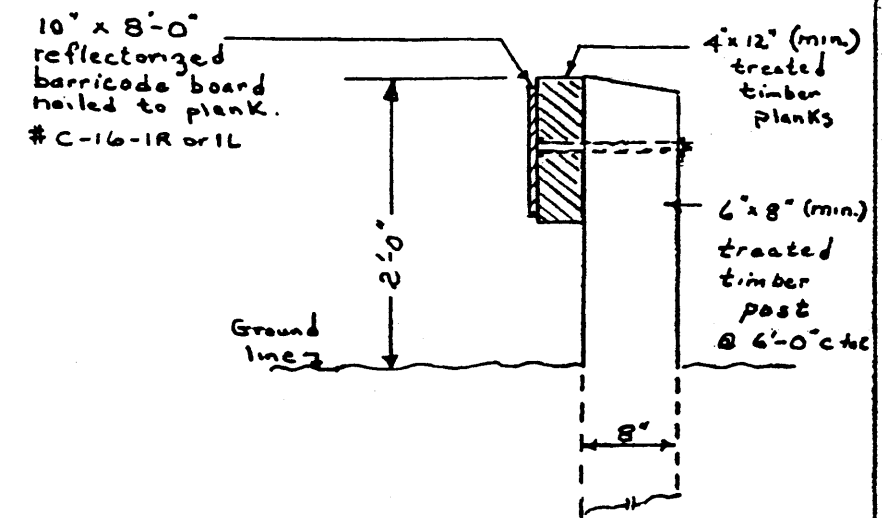 10" x 8'-0"
reflectorized
barricode board
nailed to plank.
# C-16-1R or 1L
4"x 12" (min.)
treated
timber
planks
2'-0"
6"x 8" (min.)
treated
timber
post
@ 6'-0" c to c
Ground
line
8"